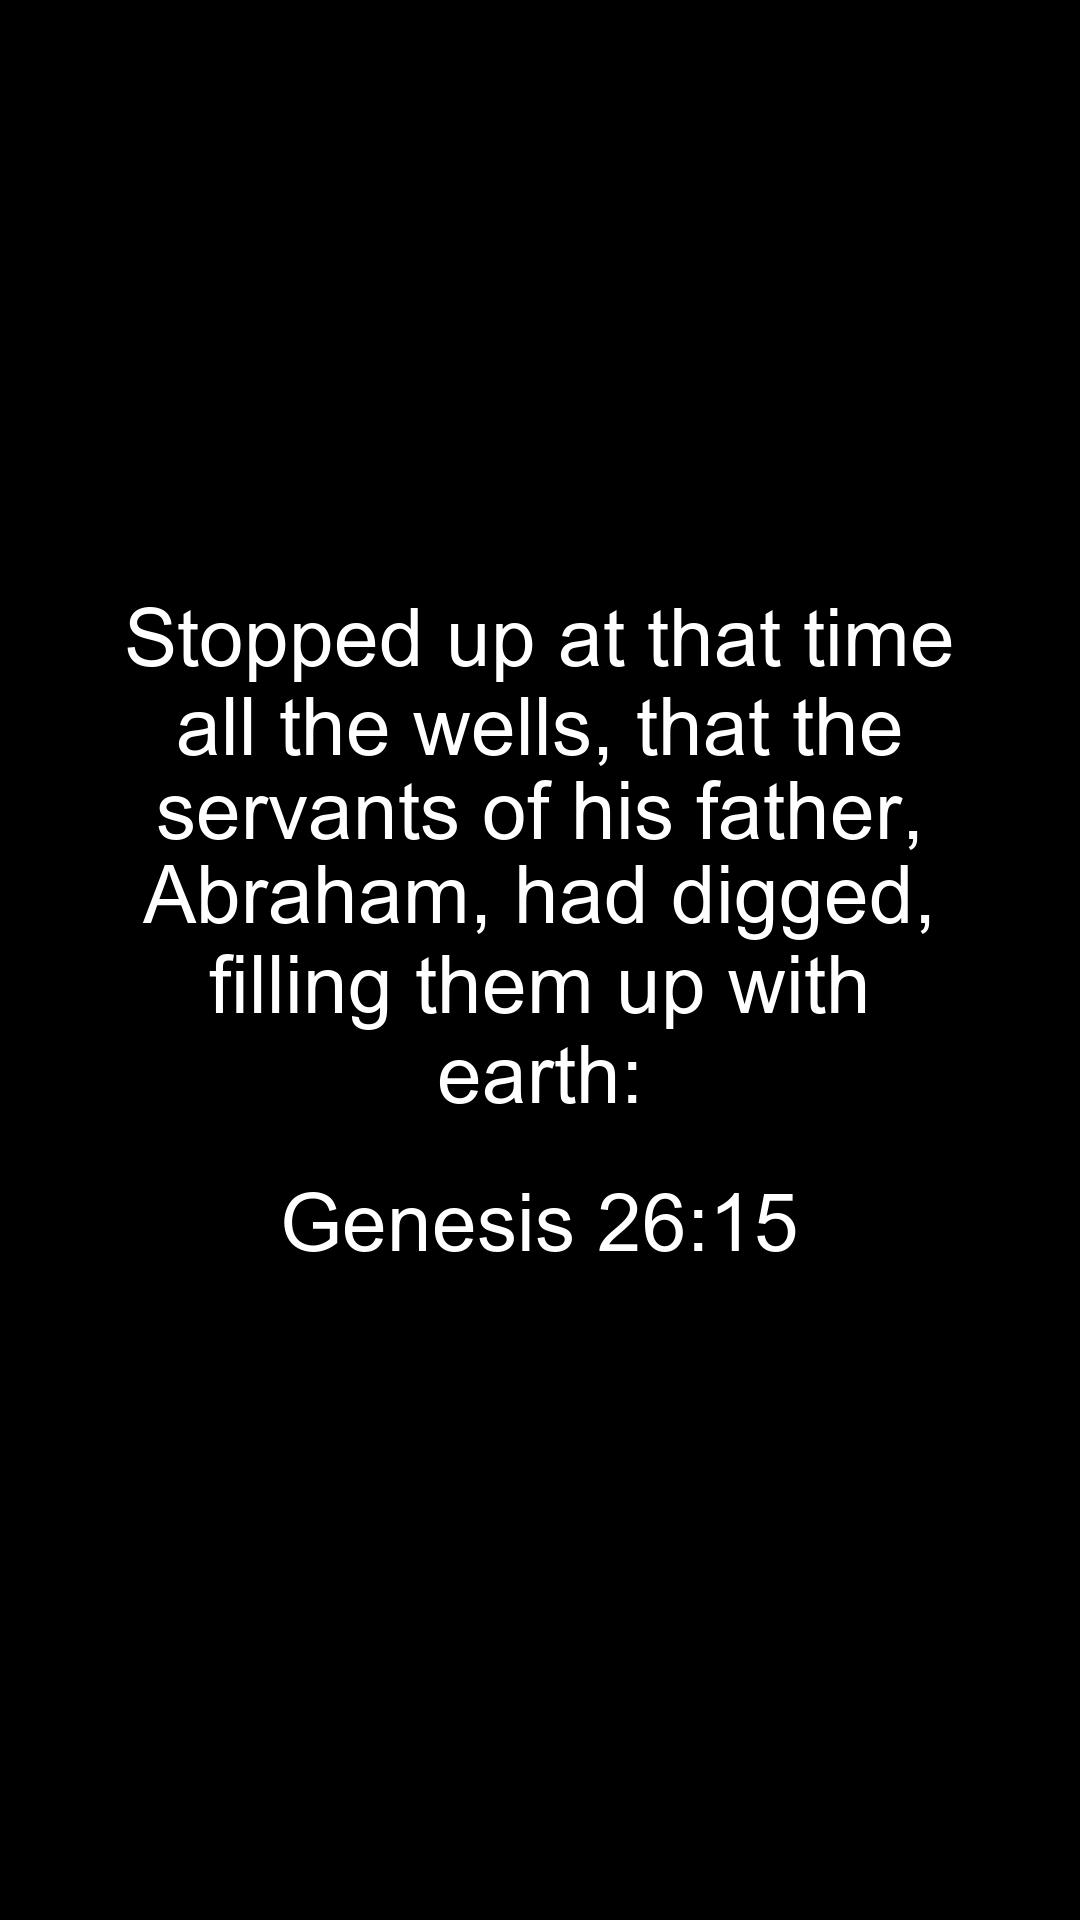 Stopped up at that time
all the wells, that the
servants of his father,
Abraham, had digged,
filling them up with
earth:
Genesis 26:15